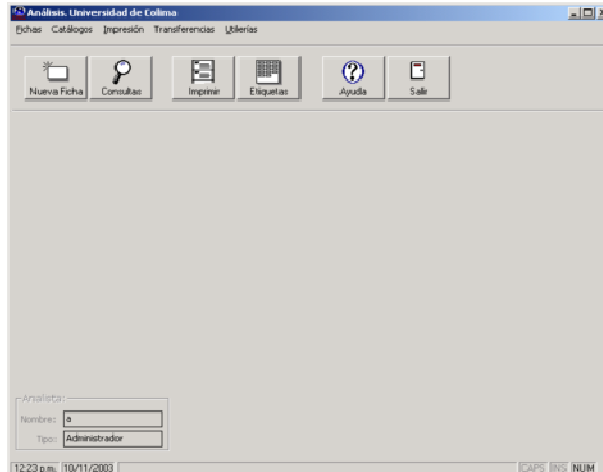 Análisis. Universidad de Colima
Fichas Catálogos Impresión Transferencias Utilerías
Nueva Ficha Consultas Imprimir Etiquetas Ayuda Salir
Analista:
Nombre: a
Tipo: Administrador
12:23 p.m. 10/11/2003 CAPS INS NUM